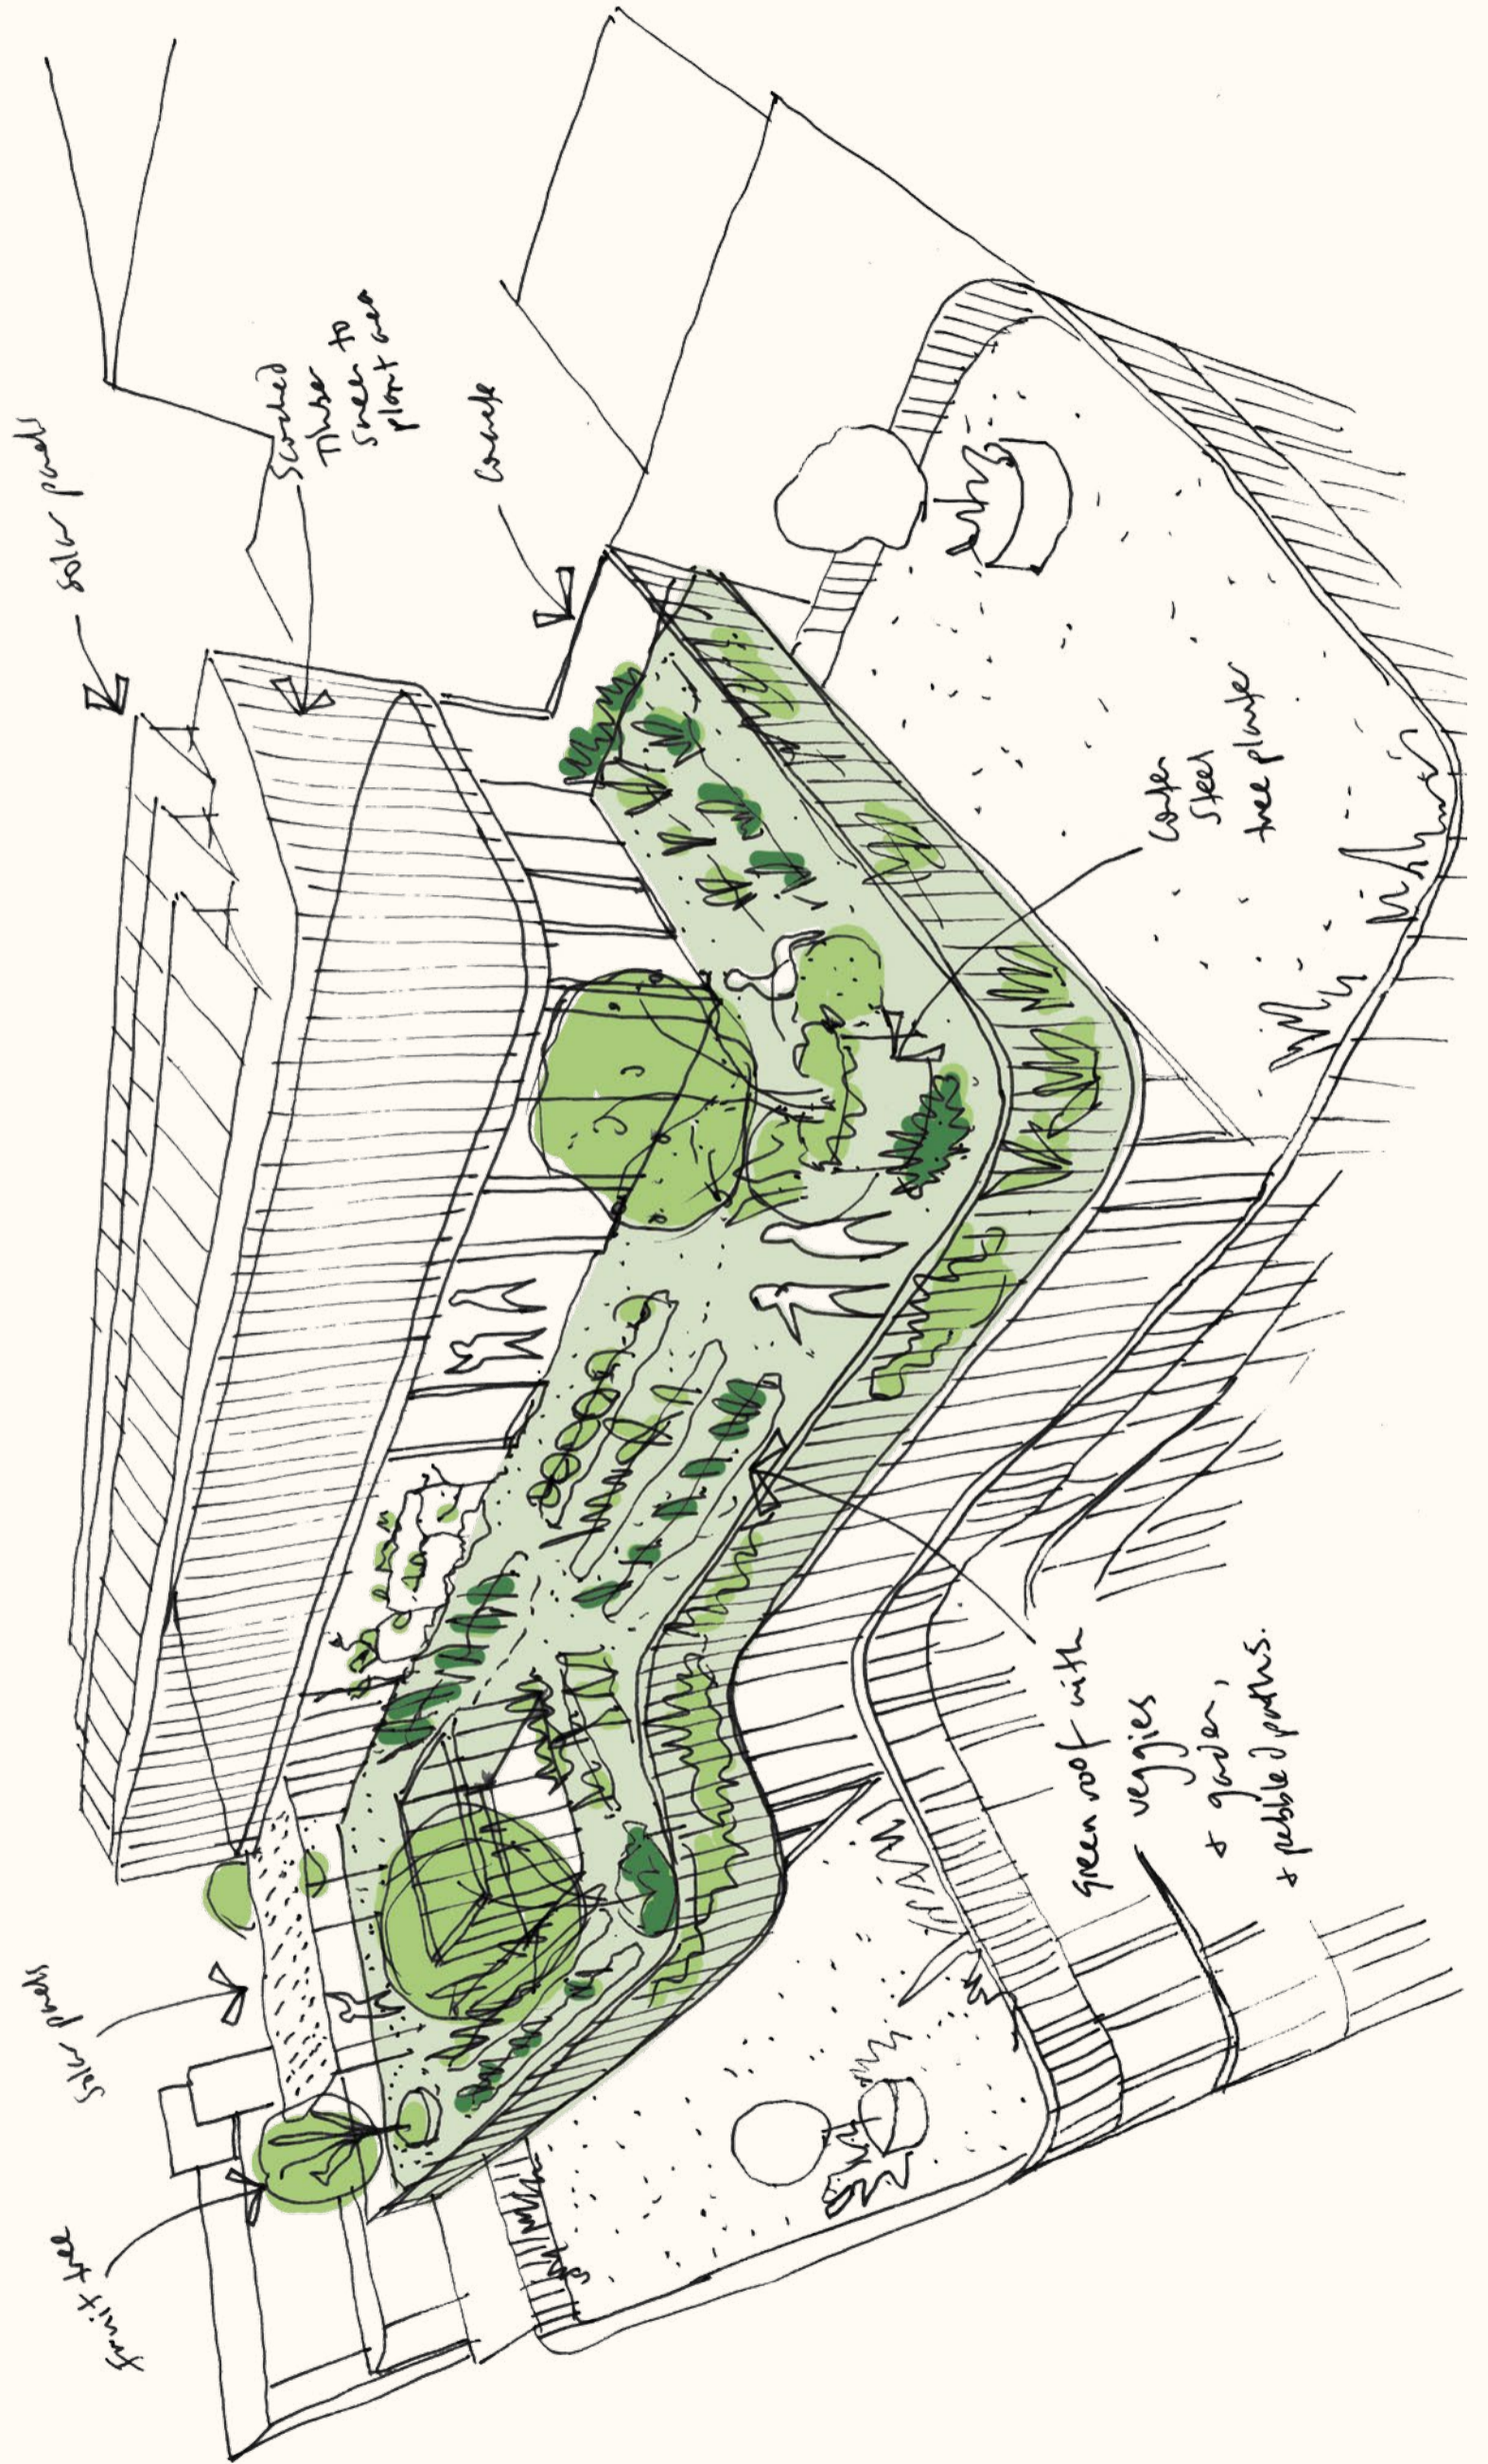 fruit tree
solar panels
solar panels
Scorched
Timber
Screen to
plant area
concrete
green roof with
veggies
+ garden,
+ pebbled paths.
Corten
Steel
tree planter